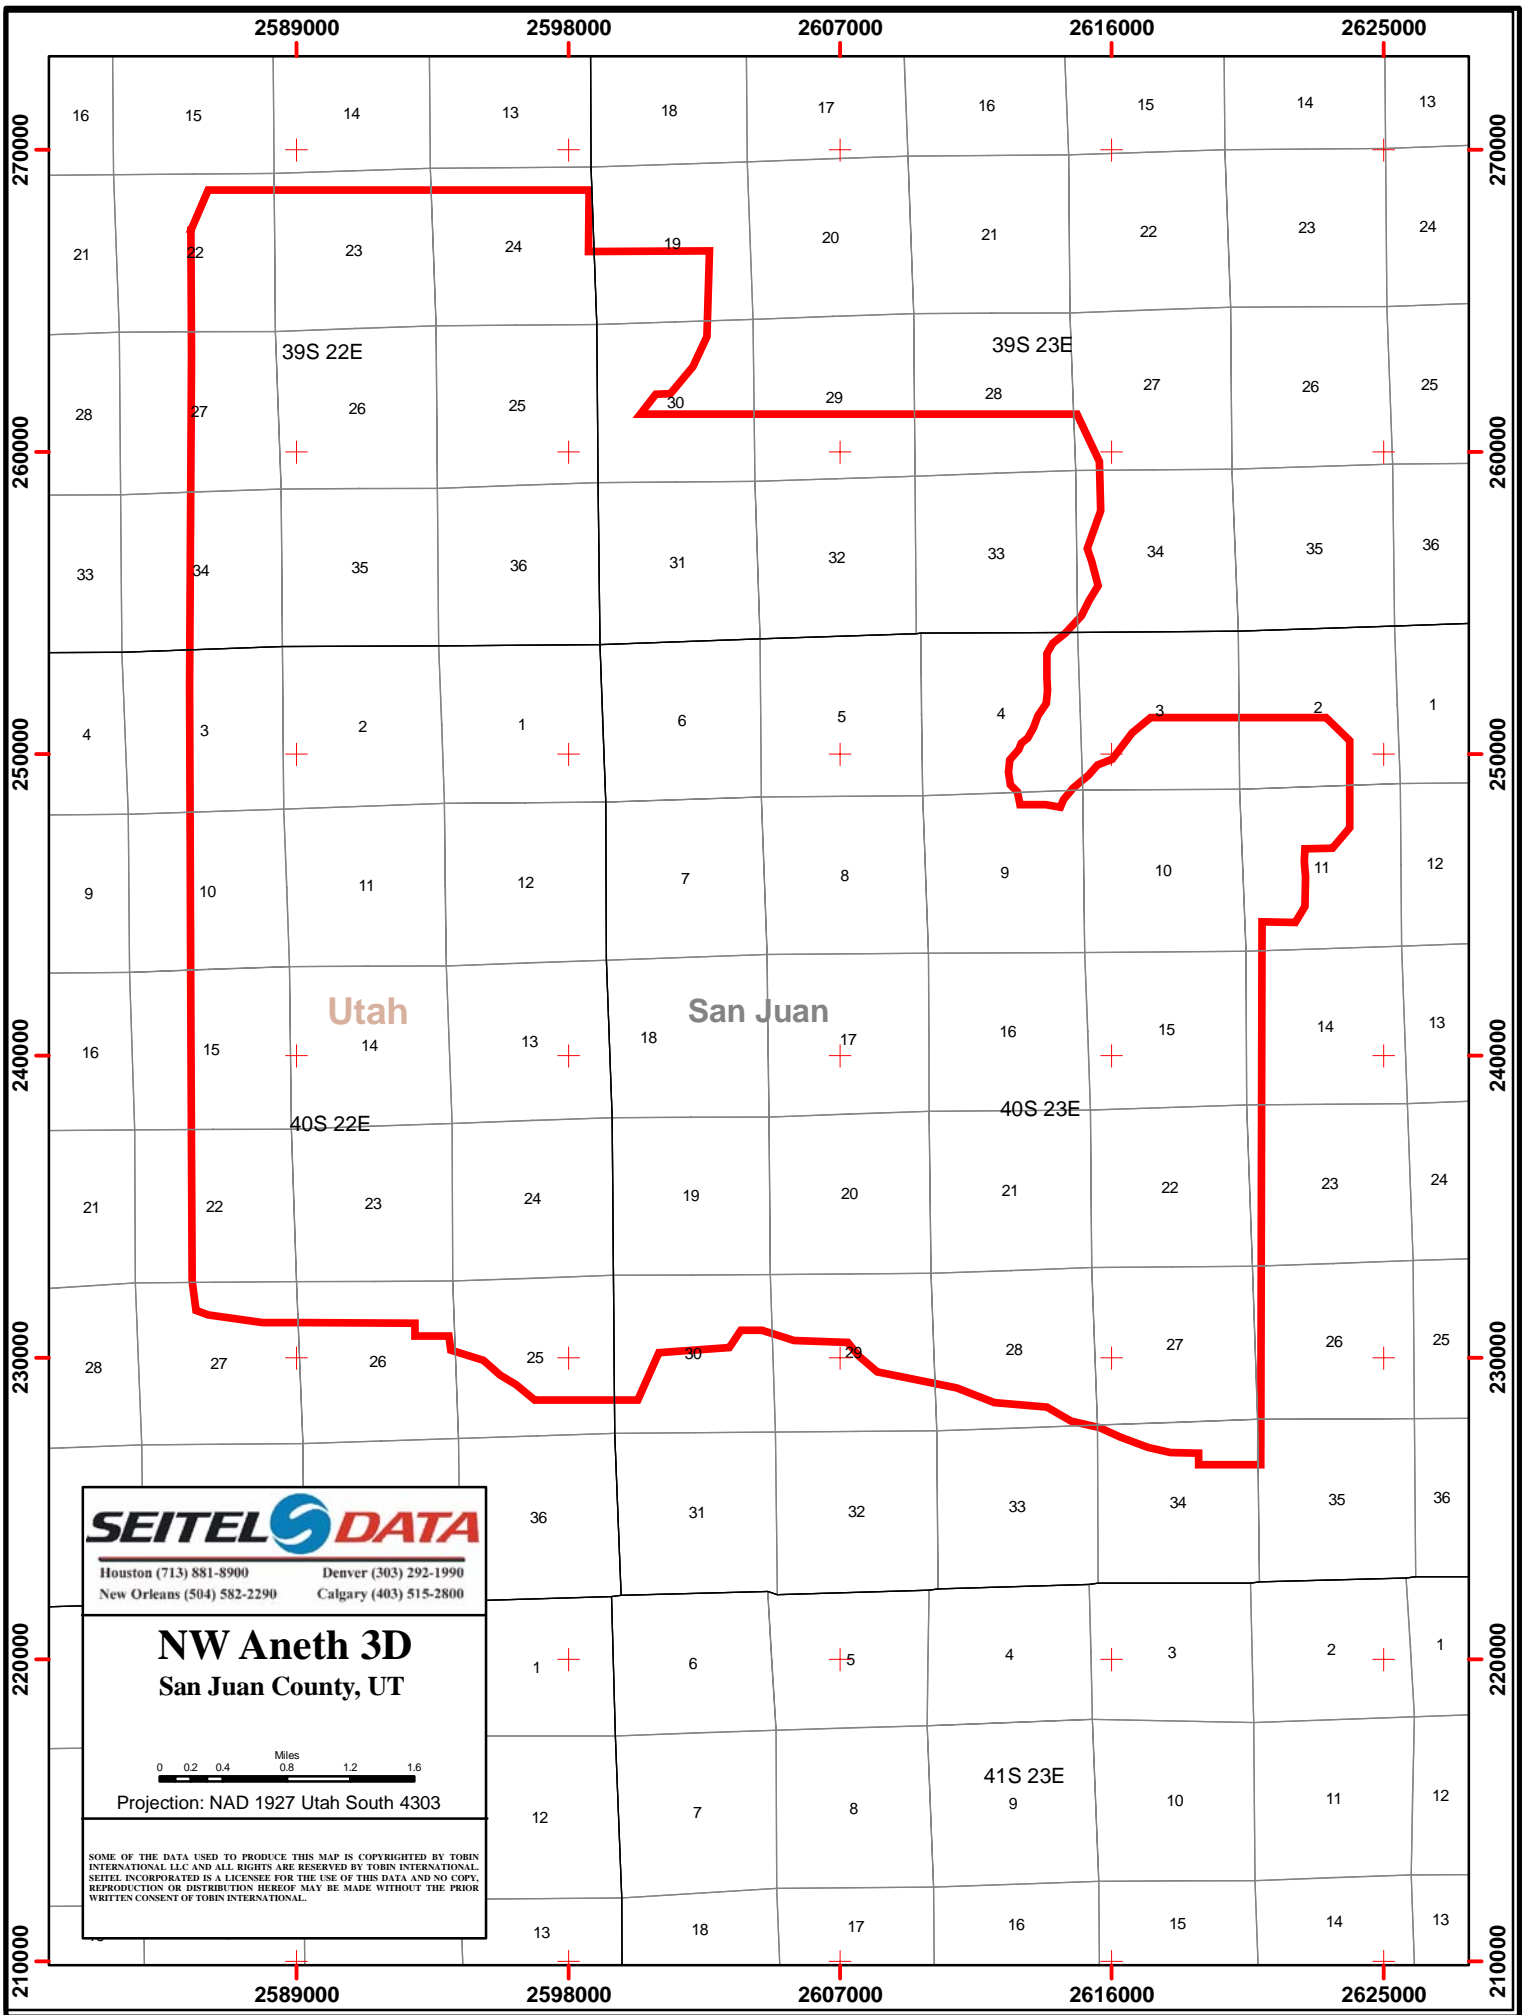 2589000 2598000 2607000 2616000 2625000
16 15 14 13 18 17 16 15 14 13
270000 270000
21 22 23 24 19 20 21 22 23 24
39S 22E 39S 23E
28 27 26 25 30 29 28 27 26 25
260000 260000
33 34 35 36 31 32 33 34 35 36
4 3 2 1 6 5 4 3 2 1
250000 250000
9 10 11 12 7 8 9 10 11 12
Utah San Juan
16 15 14 13 18 17 16 15 14 13
240000 240000
40S 22E 40S 23E
21 22 23 24 19 20 21 22 23 24
28 27 26 25 30 29 28 27 26 25
230000 230000
36 31 32 33 34 35 36
SEITEL DATA
Houston (713) 881-8900 Denver (303) 292-1990
New Orleans (504) 582-2290 Calgary (403) 515-2800
NW Aneth 3D
San Juan County, UT
1 6 5 4 3 2 1
220000 220000
Miles
0 0.2 0.4 0.8 1.2 1.6
Projection: NAD 1927 Utah South 4303
41S 23E
12 7 8 9 10 11 12
SOME OF THE DATA USED TO PRODUCE THIS MAP IS COPYRIGHTED BY TOBIN
INTERNATIONAL LLC AND ALL RIGHTS ARE RESERVED BY TOBIN INTERNATIONAL.
SEITEL INCORPORATED IS A LICENSEE FOR THE USE OF THIS DATA AND NO COPY,
REPRODUCTION OR DISTRIBUTION HEREOF MAY BE MADE WITHOUT THE PRIOR
WRITTEN CONSENT OF TOBIN INTERNATIONAL.
13 18 17 16 15 14 13
210000 210000
2589000 2598000 2607000 2616000 2625000